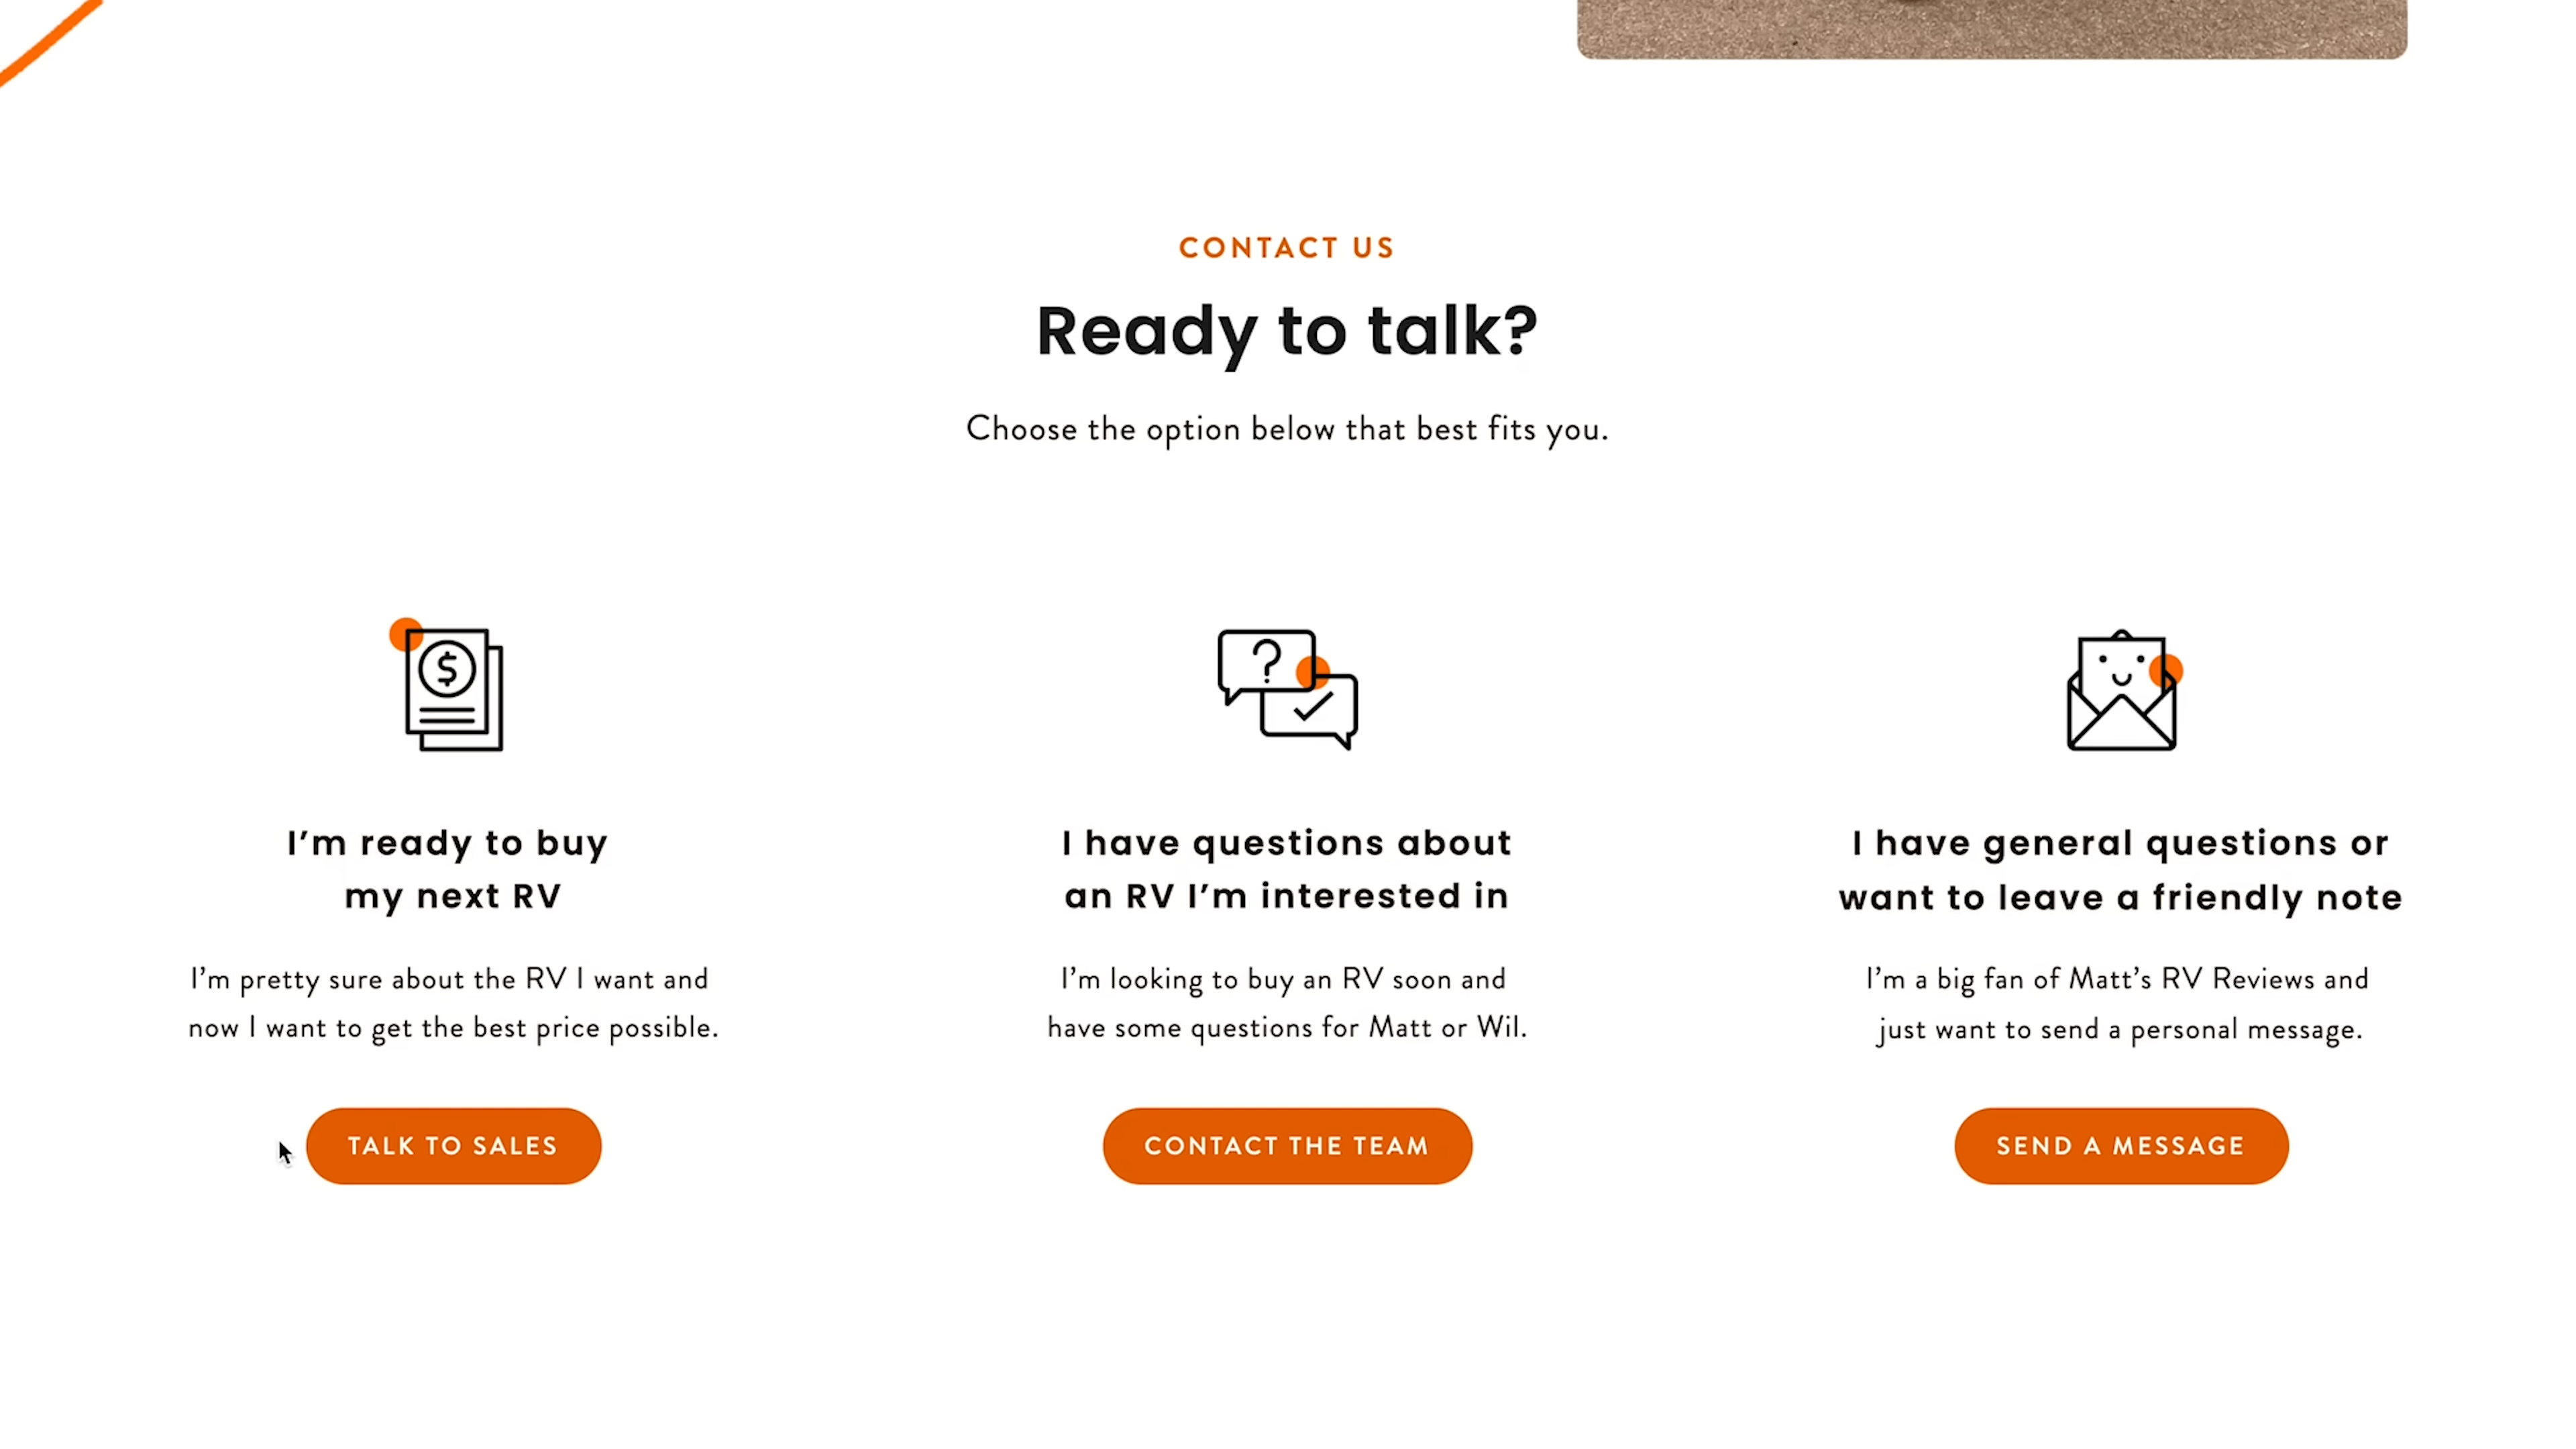 CONTACT US
Ready to talk?
Choose the option below that best fits you.
$
?
I’m ready to buy
my next RV
I’m pretty sure about the RV I want and
now I want to get the best price possible.
TALK TO SALES
I have questions about
an RV I’m interested in
I’m looking to buy an RV soon and
have some questions for Matt or Wil.
CONTACT THE TEAM
I have general questions or
want to leave a friendly note
I’m a big fan of Matt’s RV Reviews and
just want to send a personal message.
SEND A MESSAGE